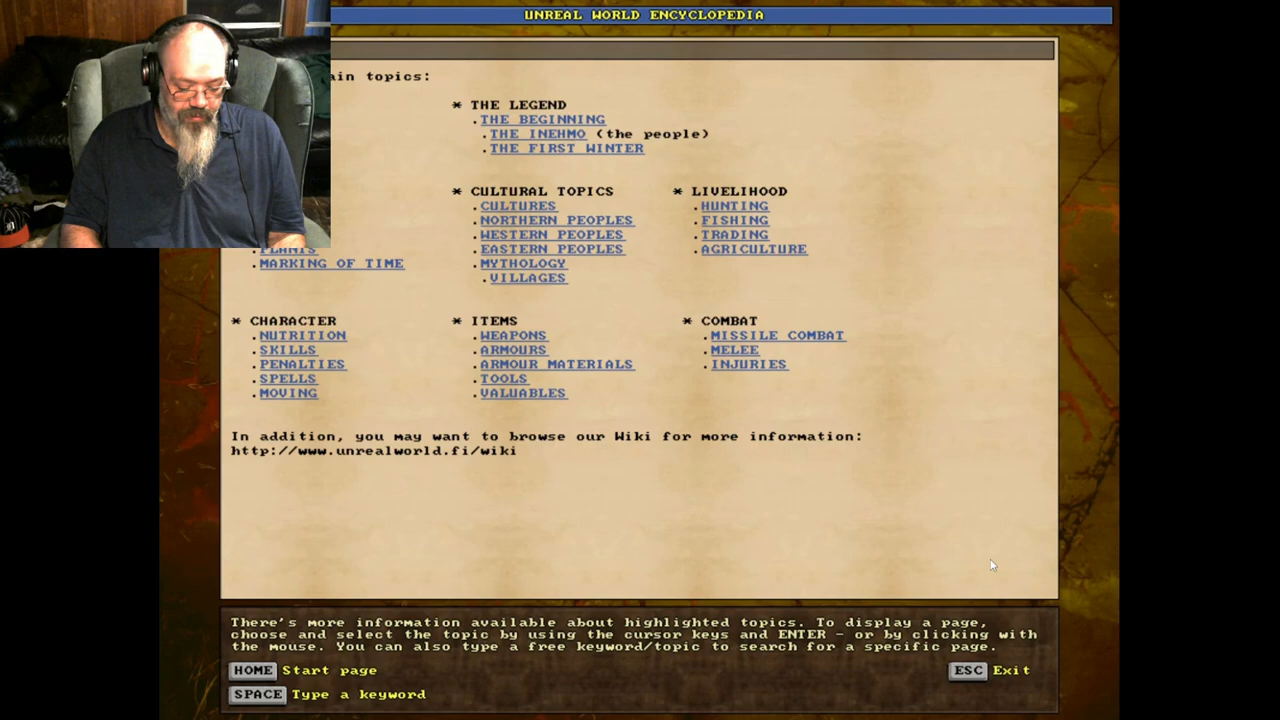 UNREAL WORLD ENCYCLOPEDIA
ain topics:
* THE LEGEND
.THE BEGINNING
.THE INEHMO (the people)
.THE FIRST WINTER
* CULTURAL TOPICS * LIVELIHOOD
.CULTURES .HUNTING
.NORTHERN PEOPLES .FISHING
.WESTERN PEOPLES .TRADING
.PLANTS .EASTERN PEOPLES .AGRICULTURE
.MARKING OF TIME .MYTHOLOGY
.VILLAGES
* CHARACTER * ITEMS * COMBAT
.NUTRITION .WEAPONS .MISSILE COMBAT
.SKILLS .ARMOURS .MELEE
.PENALTIES .ARMOUR MATERIALS .INJURIES
.SPELLS .TOOLS
.MOVING .VALUABLES
In addition, you may want to browse our Wiki for more information:
http://www.unrealworld.fi/wiki
There's more information available about highlighted topics. To display a page,
choose and select the topic by using the cursor keys and ENTER - or by clicking with
the mouse. You can also type a free keyword/topic to search for a specific page.
HOME Start page ESC Exit
SPACE Type a keyword